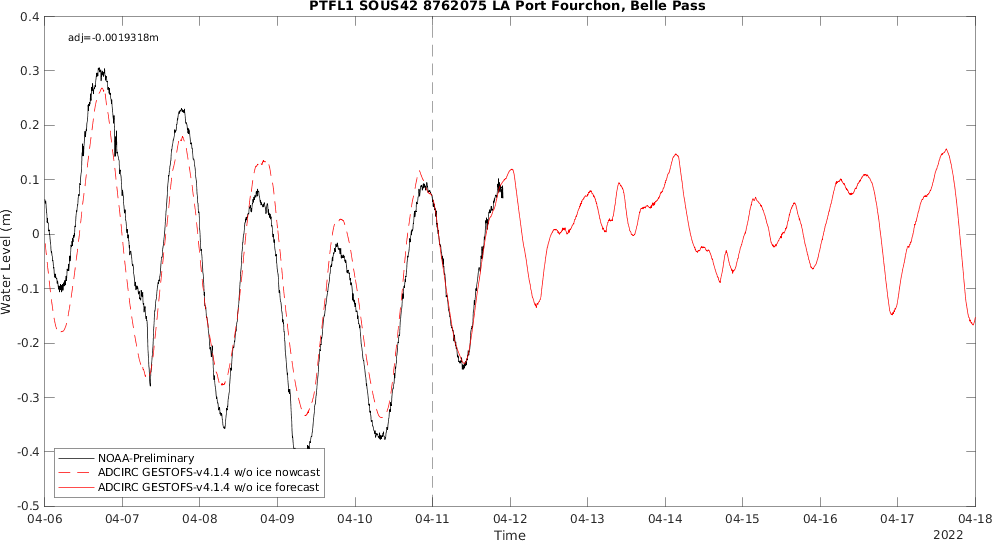 PTFL1 SOUS42 8762075 LA Port Fourchon, Belle Pass
adj=-0.0019318m
0.4
0.3
0.2
0.1
0
-0.1
-0.2
-0.3
-0.4
-0.5
Water Level (m)
NOAA-Preliminary
ADCIRC GESTOFS-v4.1.4 w/o ice nowcast
ADCIRC GESTOFS-v4.1.4 w/o ice forecast
04-06 04-07 04-08 04-09 04-10 04-11 04-12 04-13 04-14 04-15 04-16 04-17 04-18
Time
2022